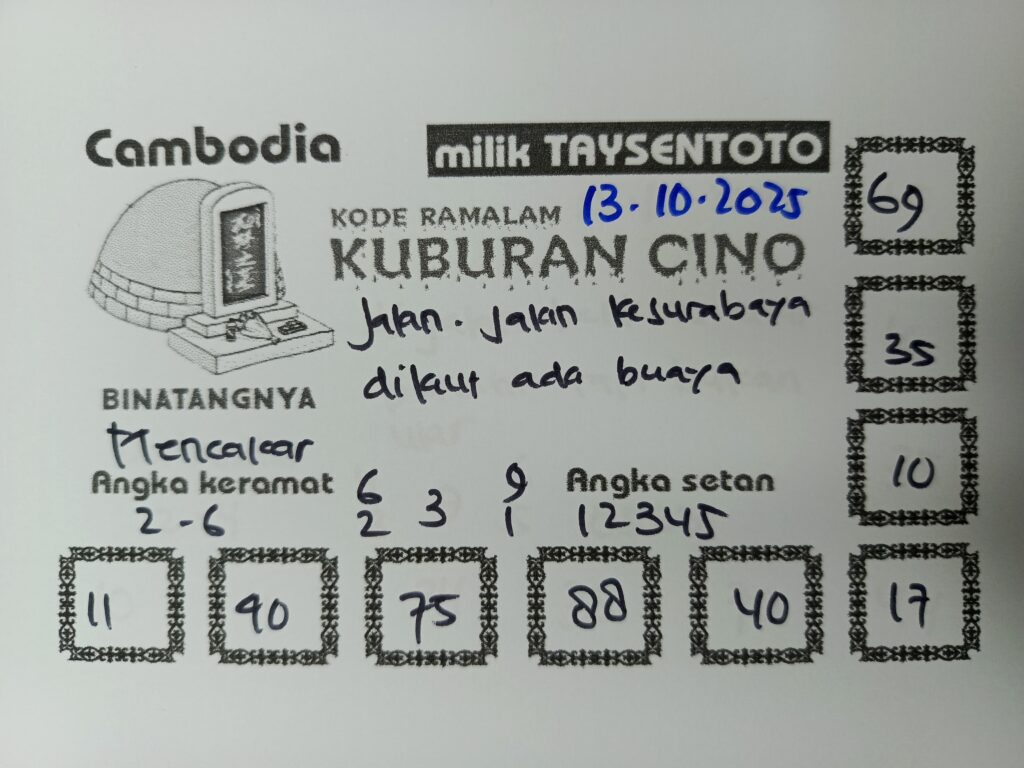 Cambodia
milik TAYSENTOTO
KODE RAMALAM 13.10.2025
KUBURAN CINO
Jalan. Jalan kesurabaya
dilaut ada buaya
BINATANGNYA
Mencakar
Angka keramat
2-6
6 3 9
2 1
Angka setan
12345
69
35
10
11 90 75 88 40 17